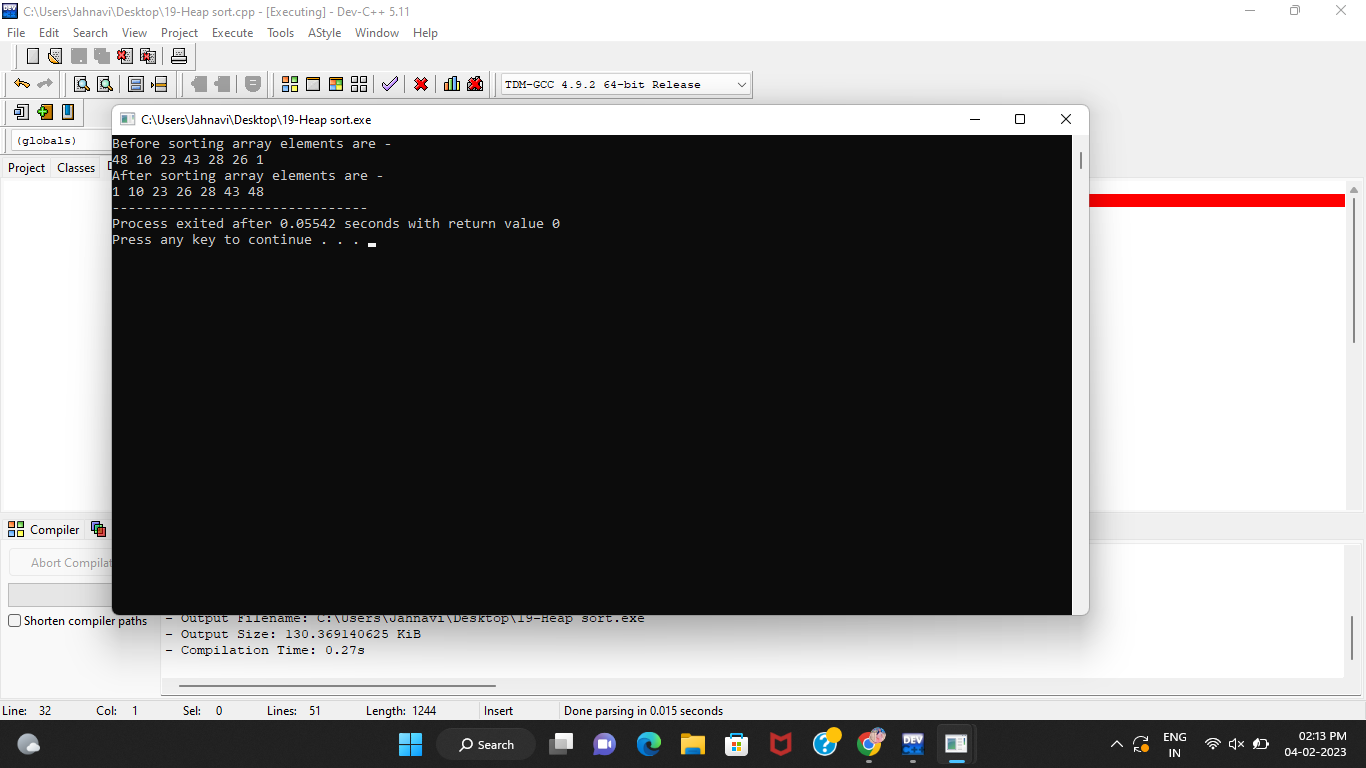 C:\Users\Jahnavi\Desktop\19-Heap sort.cpp - [Executing] - Dev-C++ 5.11
File Edit Search View Project Execute Tools AStyle Window Help
TDM-GCC 4.9.2 64-bit Release
(globals)
C:\Users\Jahnavi\Desktop\19-Heap sort.exe
Project Classes
Before sorting array elements are -
48 10 23 43 28 26 1
After sorting array elements are -
1 10 23 26 28 43 48
--------------------------------
Process exited after 0.05542 seconds with return value 0
Press any key to continue . . .
Compiler
Abort Compilat
Shorten compiler paths
- Output Filename: C:\Users\Jahnavi\Desktop\19-Heap sort.exe
- Output Size: 130.369140625 KiB
- Compilation Time: 0.27s
Line: 32 Col: 1 Sel: 0 Lines: 51 Length: 1244 Insert Done parsing in 0.015 seconds
Search
DEV
ENG
IN
02:13 PM
04-02-2023